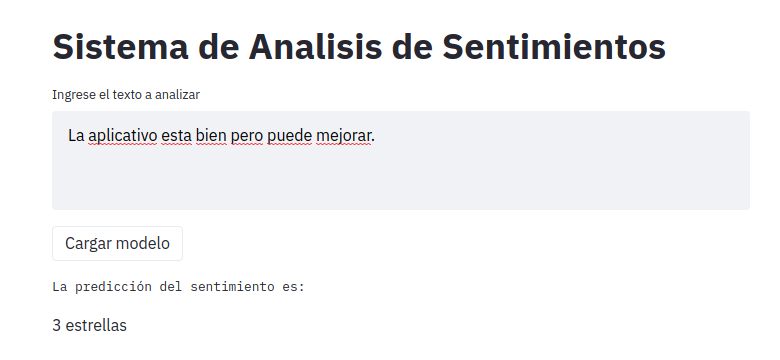 Sistema de Analisis de Sentimientos
Ingrese el texto a analizar
La aplicativo esta bien pero puede mejorar.
Cargar modelo
La predicción del sentimiento es:
3 estrellas